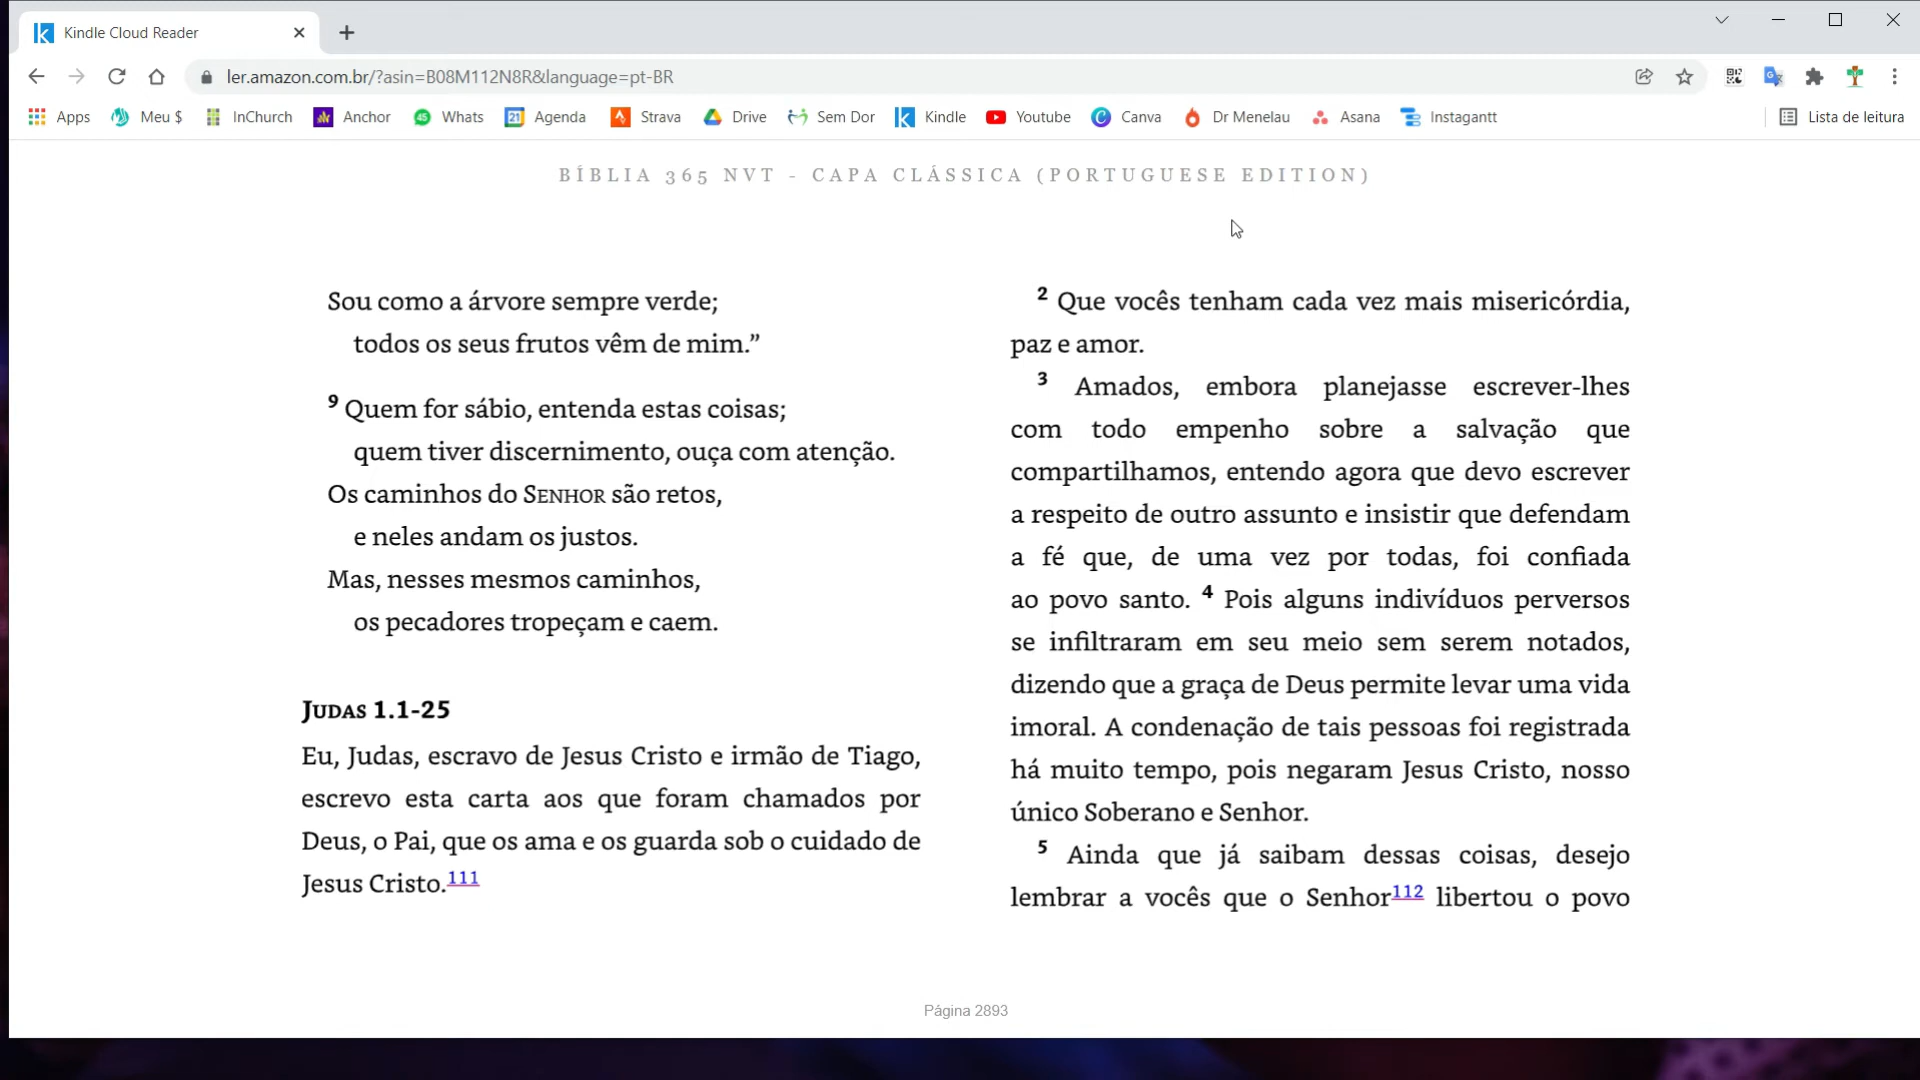 Kindle Cloud Reader
ler.amazon.com.br/?asin=B08M112N8R&language=pt-BR
Apps Meu $ InChurch Anchor 45 Whats 21 Agenda Strava Drive Sem Dor Kindle Youtube Canva Dr Menelau Asana Instagantt Lista de leitura
BÍBLIA 365 NVT - CAPA CLÁSSICA (PORTUGUESE EDITION)
Sou como a árvore sempre verde;
todos os seus frutos vêm de mim.”
9 Quem for sábio, entenda estas coisas;
quem tiver discernimento, ouça com atenção.
Os caminhos do SENHOR são retos,
e neles andam os justos.
Mas, nesses mesmos caminhos,
os pecadores tropeçam e caem.
JUDAS 1.1-25
Eu, Judas, escravo de Jesus Cristo e irmão de Tiago,
escrevo esta carta aos que foram chamados por
Deus, o Pai, que os ama e os guarda sob o cuidado de
Jesus Cristo.111
2 Que vocês tenham cada vez mais misericórdia,
paz e amor.
3 Amados, embora planejasse escrever-lhes
com todo empenho sobre a salvação que
compartilhamos, entendo agora que devo escrever
a respeito de outro assunto e insistir que defendam
a fé que, de uma vez por todas, foi confiada
ao povo santo. 4 Pois alguns indivíduos perversos
se infiltraram em seu meio sem serem notados,
dizendo que a graça de Deus permite levar uma vida
imoral. A condenação de tais pessoas foi registrada
há muito tempo, pois negaram Jesus Cristo, nosso
único Soberano e Senhor.
5 Ainda que já saibam dessas coisas, desejo
lembrar a vocês que o Senhor112 libertou o povo
Página 2893